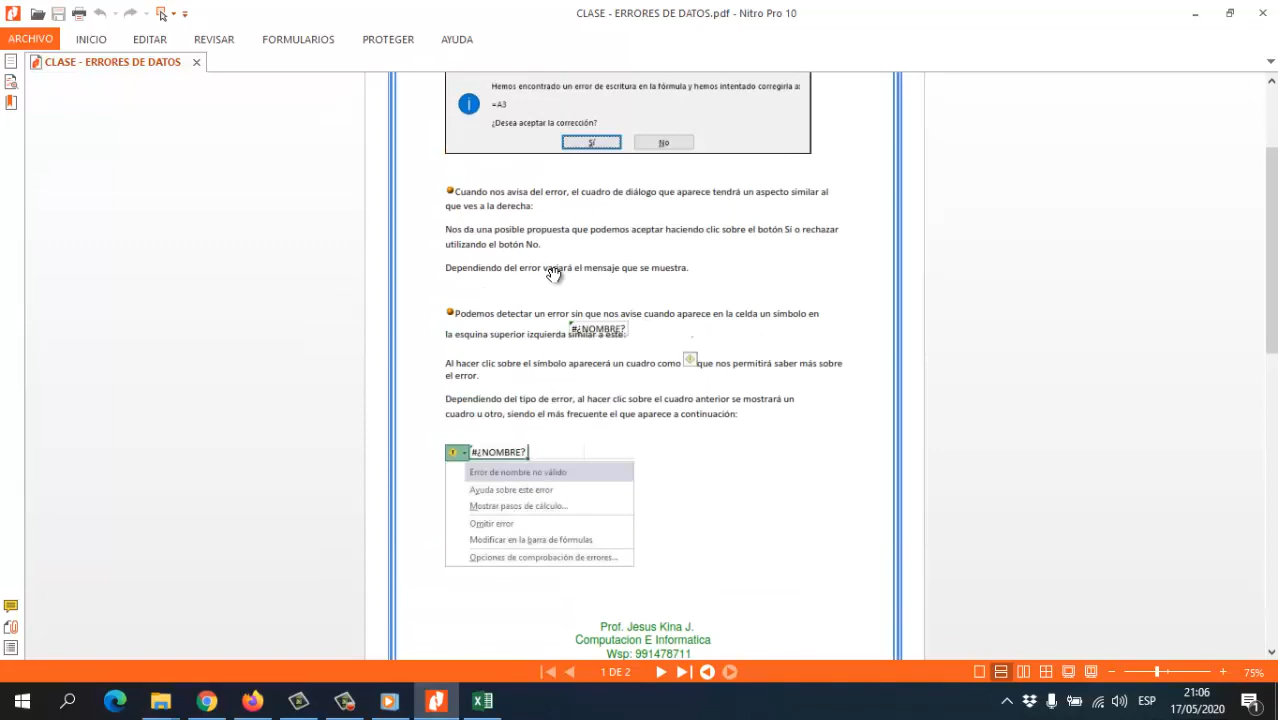 CLASE - ERRORES DE DATOS.pdf - Nitro Pro 10
ARCHIVO INICIO EDITAR REVISAR FORMULARIOS PROTEGER AYUDA
CLASE - ERRORES DE DATOS
Hemos encontrado un error de escritura en la fórmula y hemos intentado corregirla a:
=A3
¿Desea aceptar la corrección?
Sí No
Cuando nos avisa del error, el cuadro de diálogo que aparece tendrá un aspecto similar al
que ves a la derecha:
Nos da una posible propuesta que podemos aceptar haciendo clic sobre el botón Sí o rechazar
utilizando el botón No.
Dependiendo del error variará el mensaje que se muestra.
Podemos detectar un error sin que nos avise cuando aparece en la celda un símbolo en
la esquina superior izquierda similar a este: #¿NOMBRE? .
Al hacer clic sobre el símbolo aparecerá un cuadro como que nos permitirá saber más sobre
el error.
Dependiendo del tipo de error, al hacer clic sobre el cuadro anterior se mostrará un
cuadro u otro, siendo el más frecuente el que aparece a continuación:
#¿NOMBRE?
Error de nombre no válido
Ayuda sobre este error
Mostrar pasos de cálculo...
Omitir error
Modificar en la barra de fórmulas
Opciones de comprobación de errores...
Prof. Jesus Kina J.
Computacion E Informatica
Wsp: 991478711
1 DE 2
75%
ESP
21:06
17/05/2020